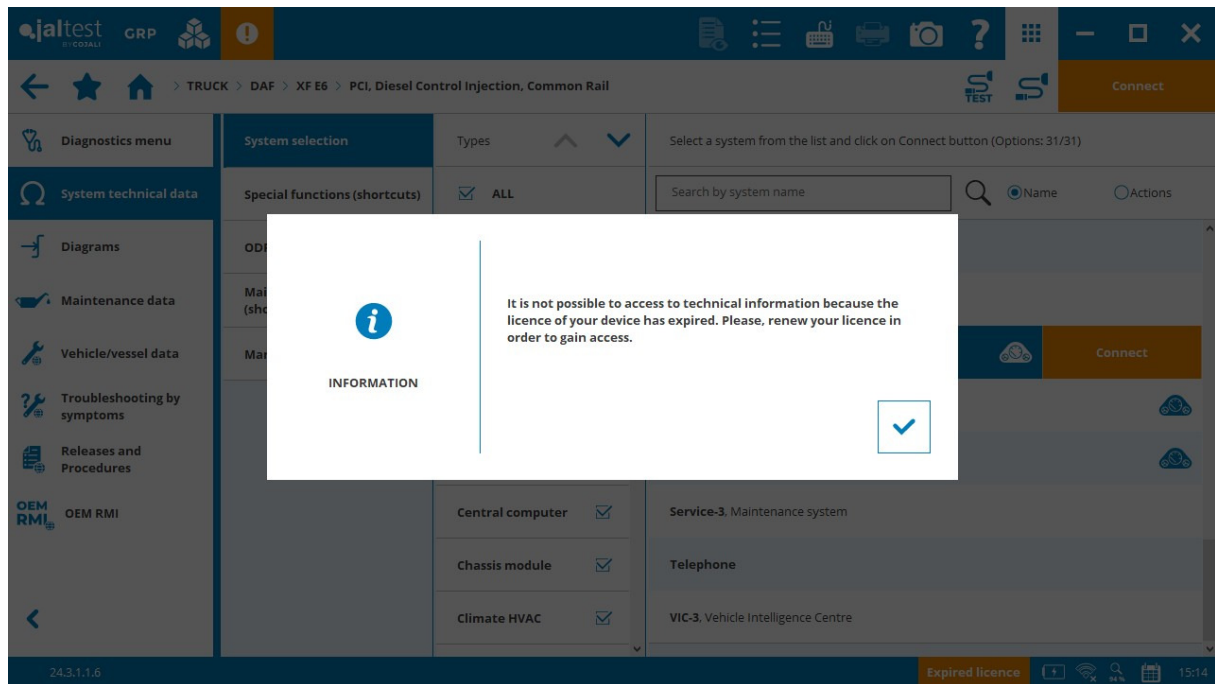 jaltest
BY COJALI
GRP
> TRUCK > DAF > XF E6 > PCI, Diesel Control Injection, Common Rail
TEST
Connect
Diagnostics menu
System selection
Types
Select a system from the list and click on Connect button (Options: 31/31)
System technical data
Special functions (shortcuts)
ALL
Search by system name
Name
Actions
Diagrams
Maintenance data
Vehicle/vessel data
Connect
It is not possible to access to technical information because the
licence of your device has expired. Please, renew your licence in
order to gain access.
INFORMATION
Troubleshooting by
symptoms
Releases and
Procedures
OEM
RMI
OEM RMI
Central computer
Service-3, Maintenance system
Chassis module
Telephone
Climate HVAC
VIC-3, Vehicle Intelligence Centre
24.3.1.1.6
Expired licence
94 %
15:14